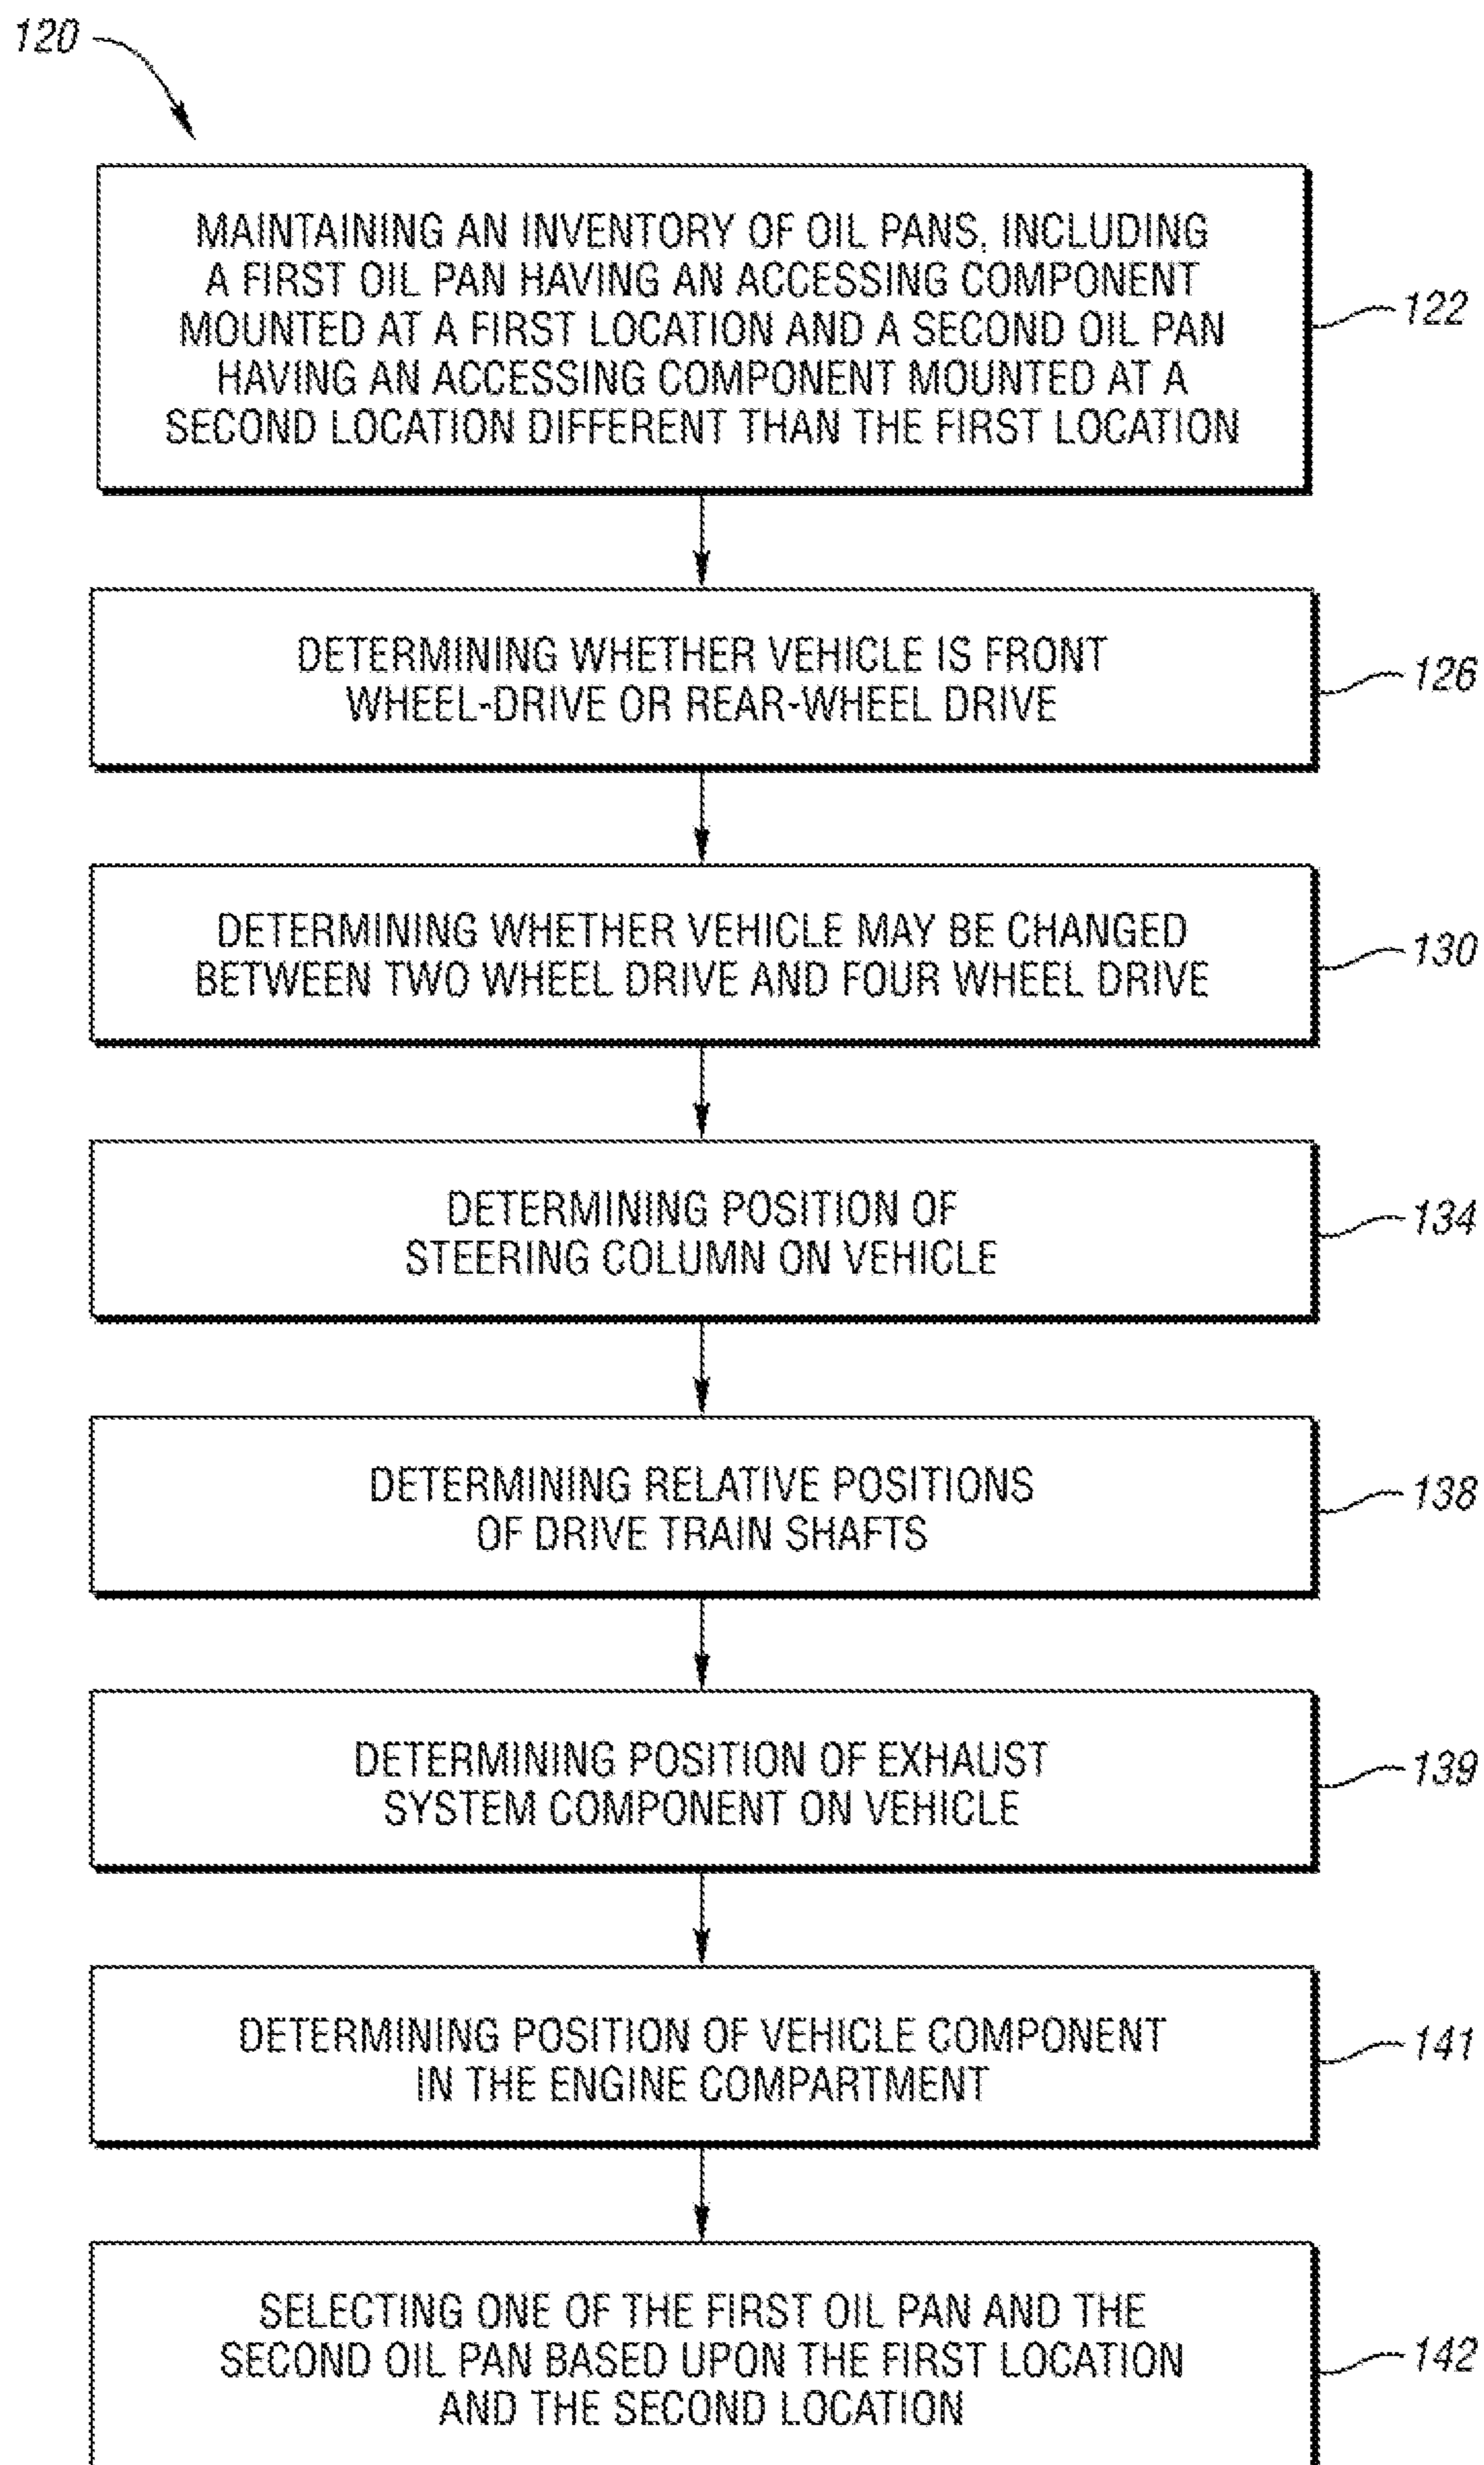 120
MAINTAINING AN INVENTORY OF OIL PANS, INCLUDING
A FIRST OIL PAN HAVING AN ACCESSING COMPONENT
MOUNTED AT A FIRST LOCATION AND A SECOND OIL PAN
HAVING AN ACCESSING COMPONENT MOUNTED AT A
SECOND LOCATION DIFFERENT THAN THE FIRST LOCATION
122
DETERMINING WHETHER VEHICLE IS FRONT
WHEEL-DRIVE OR REAR-WHEEL DRIVE
126
DETERMINING WHETHER VEHICLE MAY BE CHANGED
BETWEEN TWO WHEEL DRIVE AND FOUR WHEEL DRIVE
130
DETERMINING POSITION OF
STEERING COLUMN ON VEHICLE
134
DETERMINING RELATIVE POSITIONS
OF DRIVE TRAIN SHAFTS
138
DETERMINING POSITION OF EXHAUST
SYSTEM COMPONENT ON VEHICLE
139
DETERMINING POSITION OF VEHICLE COMPONENT
IN THE ENGINE COMPARTMENT
141
SELECTING ONE OF THE FIRST OIL PAN AND THE
SECOND OIL PAN BASED UPON THE FIRST LOCATION
AND THE SECOND LOCATION
142